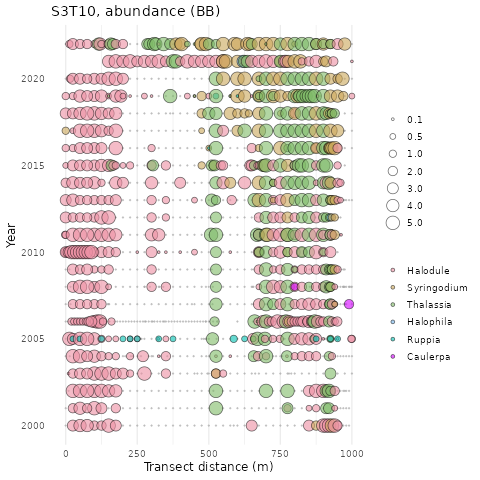 S3T10, abundance (BB)
Year
2020
2015
2010
2005
2000
0
250
500
750
1000
Transect distance (m)
0.1
0.5
1.0
2.0
3.0
4.0
5.0
Halodule
Syringodium
Thalassia
Halophila
Ruppia
Caulerpa